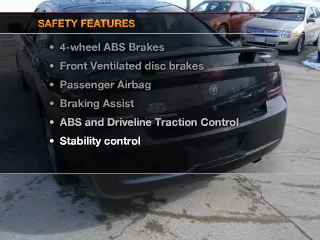 SAFETY FEATURES
• 4-wheel ABS Brakes
• Front Ventilated disc brakes
• Passenger Airbag
• Braking Assist
• ABS and Driveline Traction Control
• Stability control